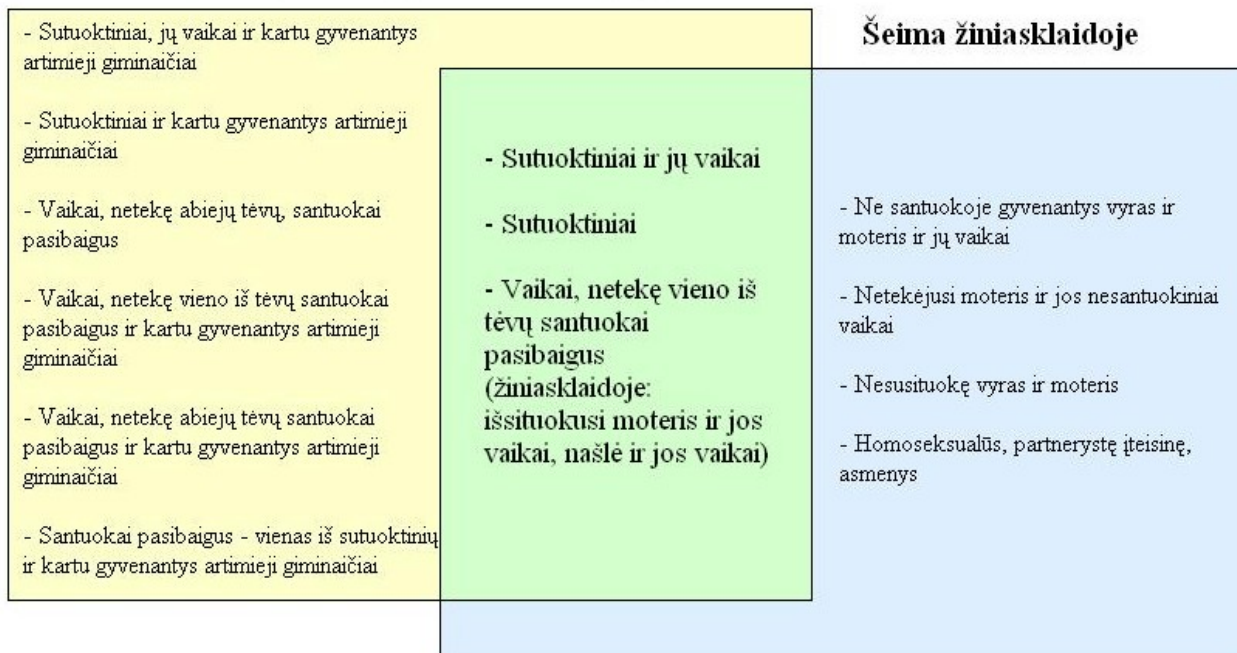 Šeima žiniasklaidoje
- Sutuoktiniai, jų vaikai ir kartu gyvenantys
artimieji giminaičiai
- Sutuoktiniai ir kartu gyvenantys artimieji
giminaičiai
- Vaikai, netekę abiejų tėvų, santuokai
pasibaigus
- Vaikai, netekę vieno iš tėvų santuokai
pasibaigus ir kartu gyvenantys artimieji
giminaičiai
- Vaikai, netekę abiejų tėvų santuokai
pasibaigus ir kartu gyvenantys artimieji
giminaičiai
- Santuokai pasibaigus - vienas iš sutuoktinių
ir kartu gyvenantys artimieji giminaičiai
- Sutuoktiniai ir jų vaikai
- Sutuoktiniai
- Vaikai, netekę vieno iš
tėvų santuokai
pasibaigus
(žiniasklaidoje:
išsituokusi moteris ir jos
vaikai, našlė ir jos vaikai)
- Ne santuokoje gyvenantys vyras ir
moteris ir jų vaikai
- Netekėjusi moteris ir jos nesantuokiniai
vaikai
- Nesusituokę vyras ir moteris
- Homoseksualūs, partnerystę įteisinę,
asmenys